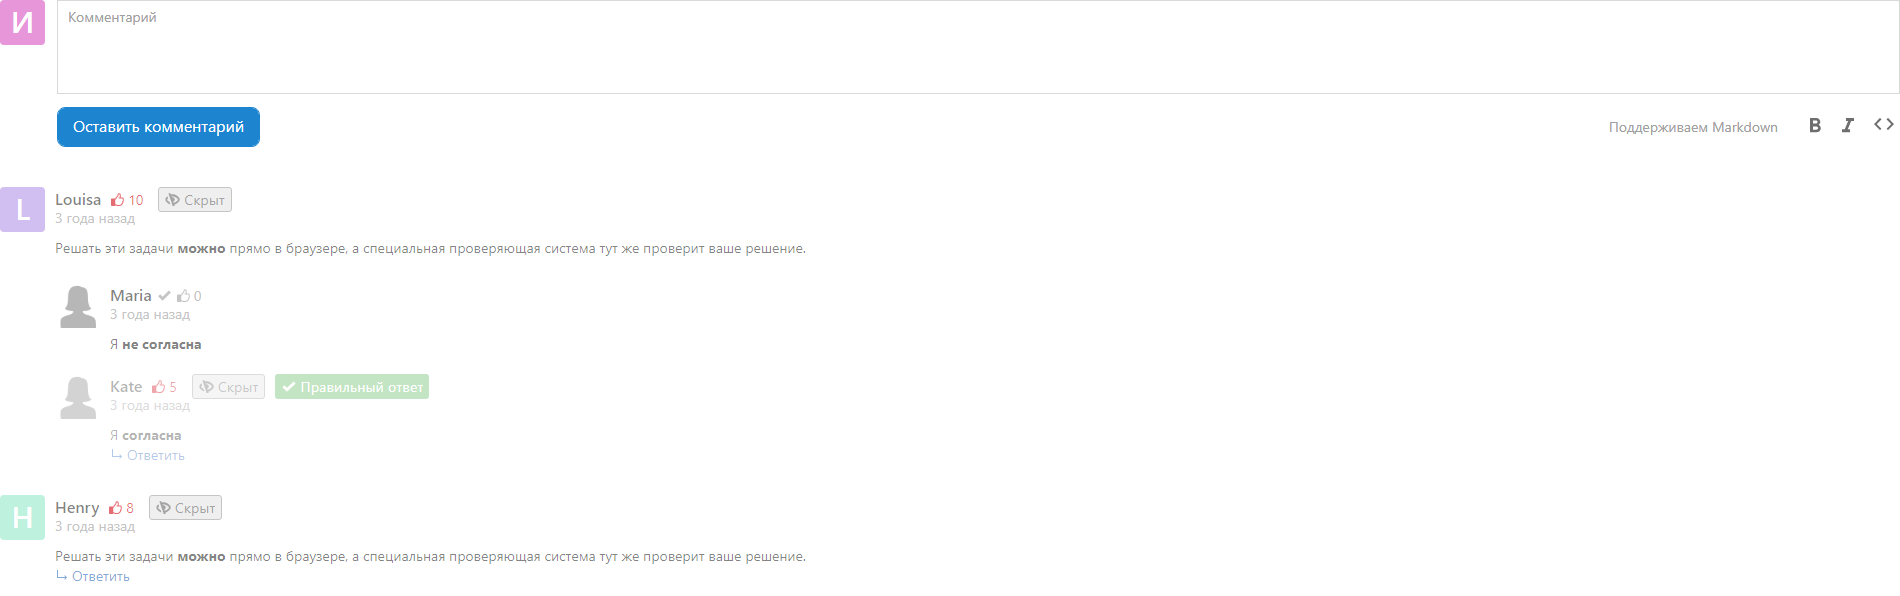 И
Комментарий
Оставить комментарий
Поддерживаем Markdown B I <>
L
Louisa 10 Скрыт
3 года назад
Решать эти задачи можно прямо в браузере, а специальная проверяющая система тут же проверит ваше решение.
Maria 0
3 года назад
Я не согласна
Kate 5 Скрыт Правильный ответ
3 года назад
Я согласна
Ответить
H
Henry 8 Скрыт
3 года назад
Решать эти задачи можно прямо в браузере, а специальная проверяющая система тут же проверит ваше решение.
Ответить